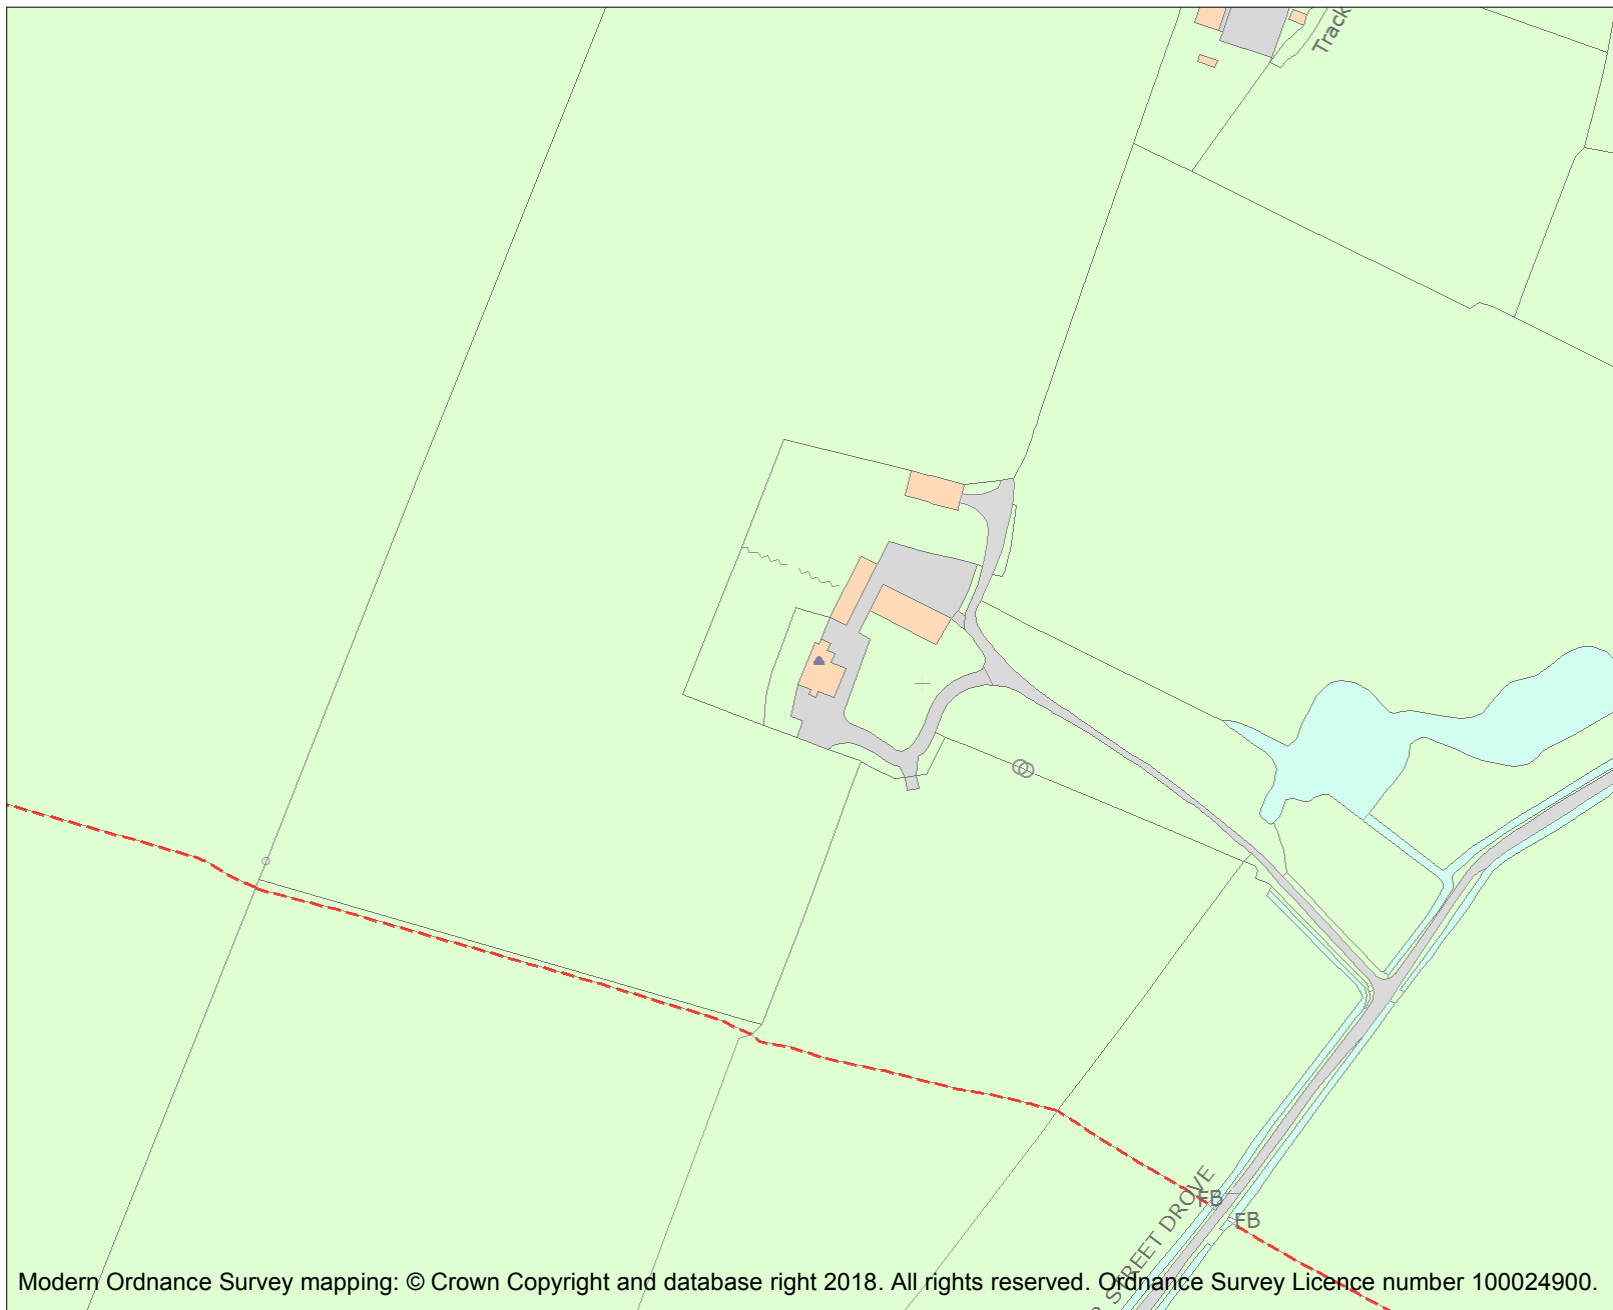 Track
FB
FB
STREET DROVE
Modern Ordnance Survey mapping: © Crown Copyright and database right 2018. All rights reserved. Ordnance Survey Licence number 100024900.